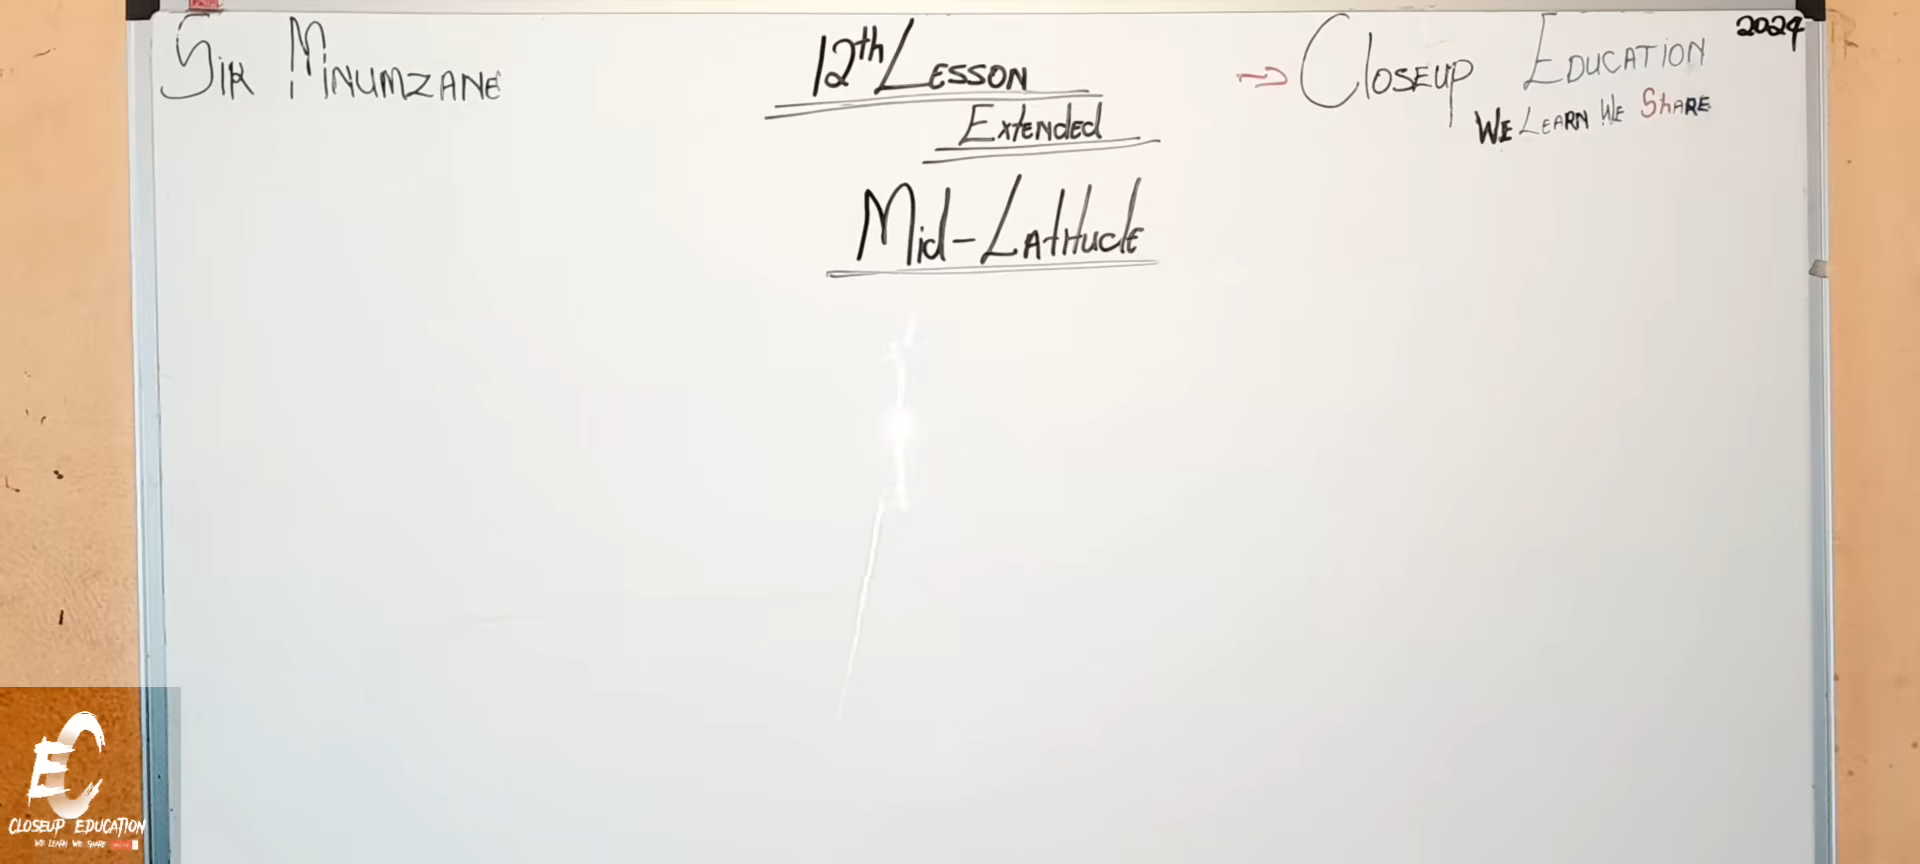 SIR MINUMZANE
12th LESSON
Extended
Mid-Latitude
→ CLOSEUP EDUCATION
WE LEARN WE SHARE
2024
EC
CLOSEUP EDUCATION
WE LEARN WE SHARE